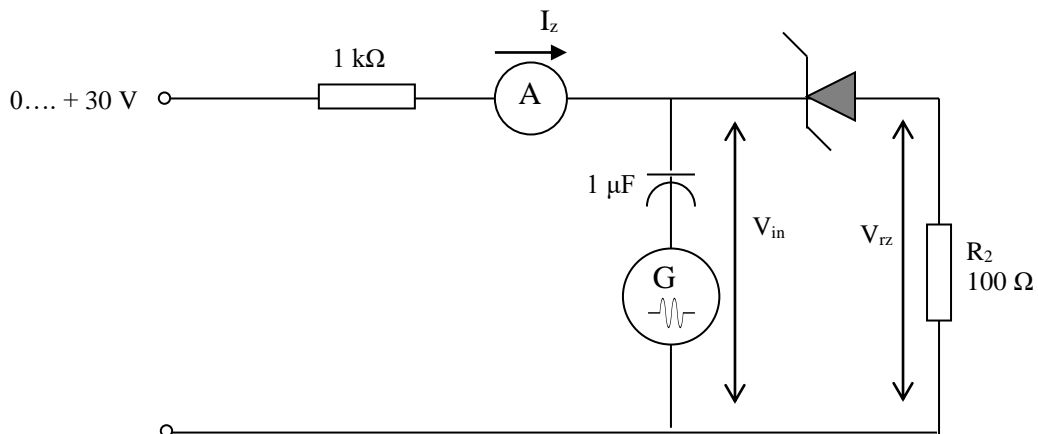 I_z
1 kΩ
A
0…. + 30 V
1 μF
V_in
V_rz
G
R_2
100 Ω